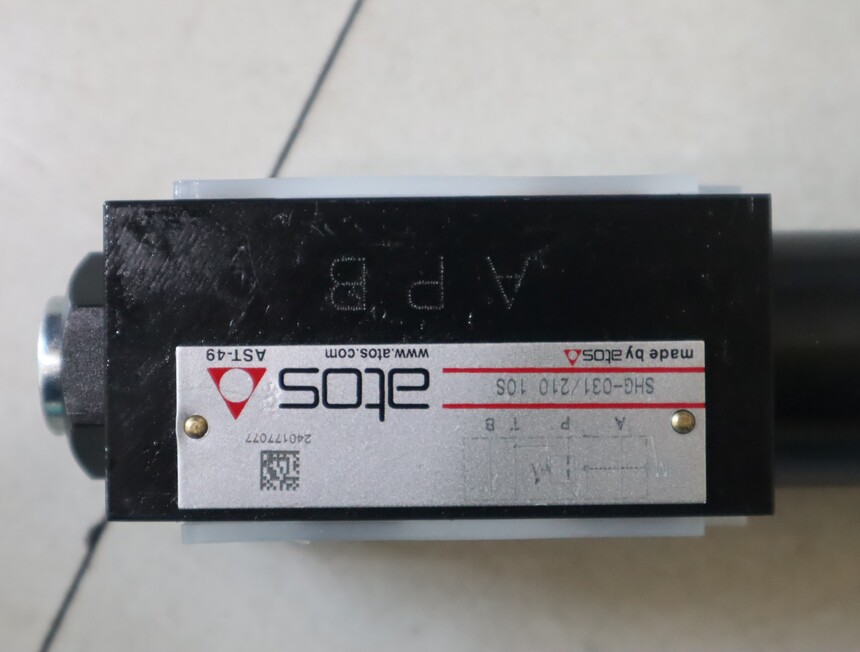 240177077
A P T B
SHG-031/210 10S
atos
made by atos
www.atos.com
AST-49
A P B